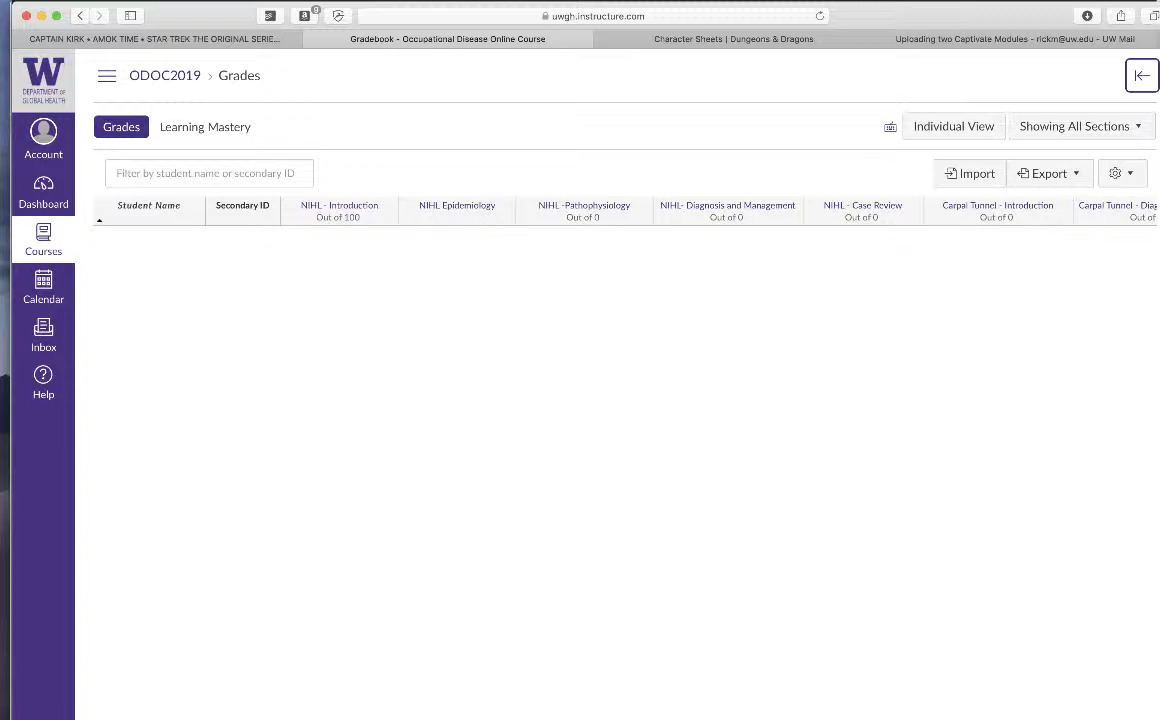 9
uwgh.instructure.com
CAPTAIN KIRK • AMOK TIME • STAR TREK THE ORIGINAL SERIE...
Gradebook - Occupational Disease Online Course
Character Sheets | Dungeons & Dragons
Uploading two Captivate Modules - rickm@uw.edu - UW Mail
W
DEPARTMENT OF
GLOBAL HEALTH
ODOC2019 › Grades
Account
Dashboard
Courses
Calendar
Inbox
Help
Grades
Learning Mastery
Individual View
Showing All Sections
Filter by student name or secondary ID
Import
Export
Student Name
Secondary ID
NIHL - Introduction
Out of 100
NIHL Epidemiology
NIHL -Pathophysiology
Out of 0
NIHL- Diagnosis and Management
Out of 0
NIHL - Case Review
Out of 0
Carpal Tunnel - Introduction
Out of 0
Carpal Tunnel - Diag
Out of